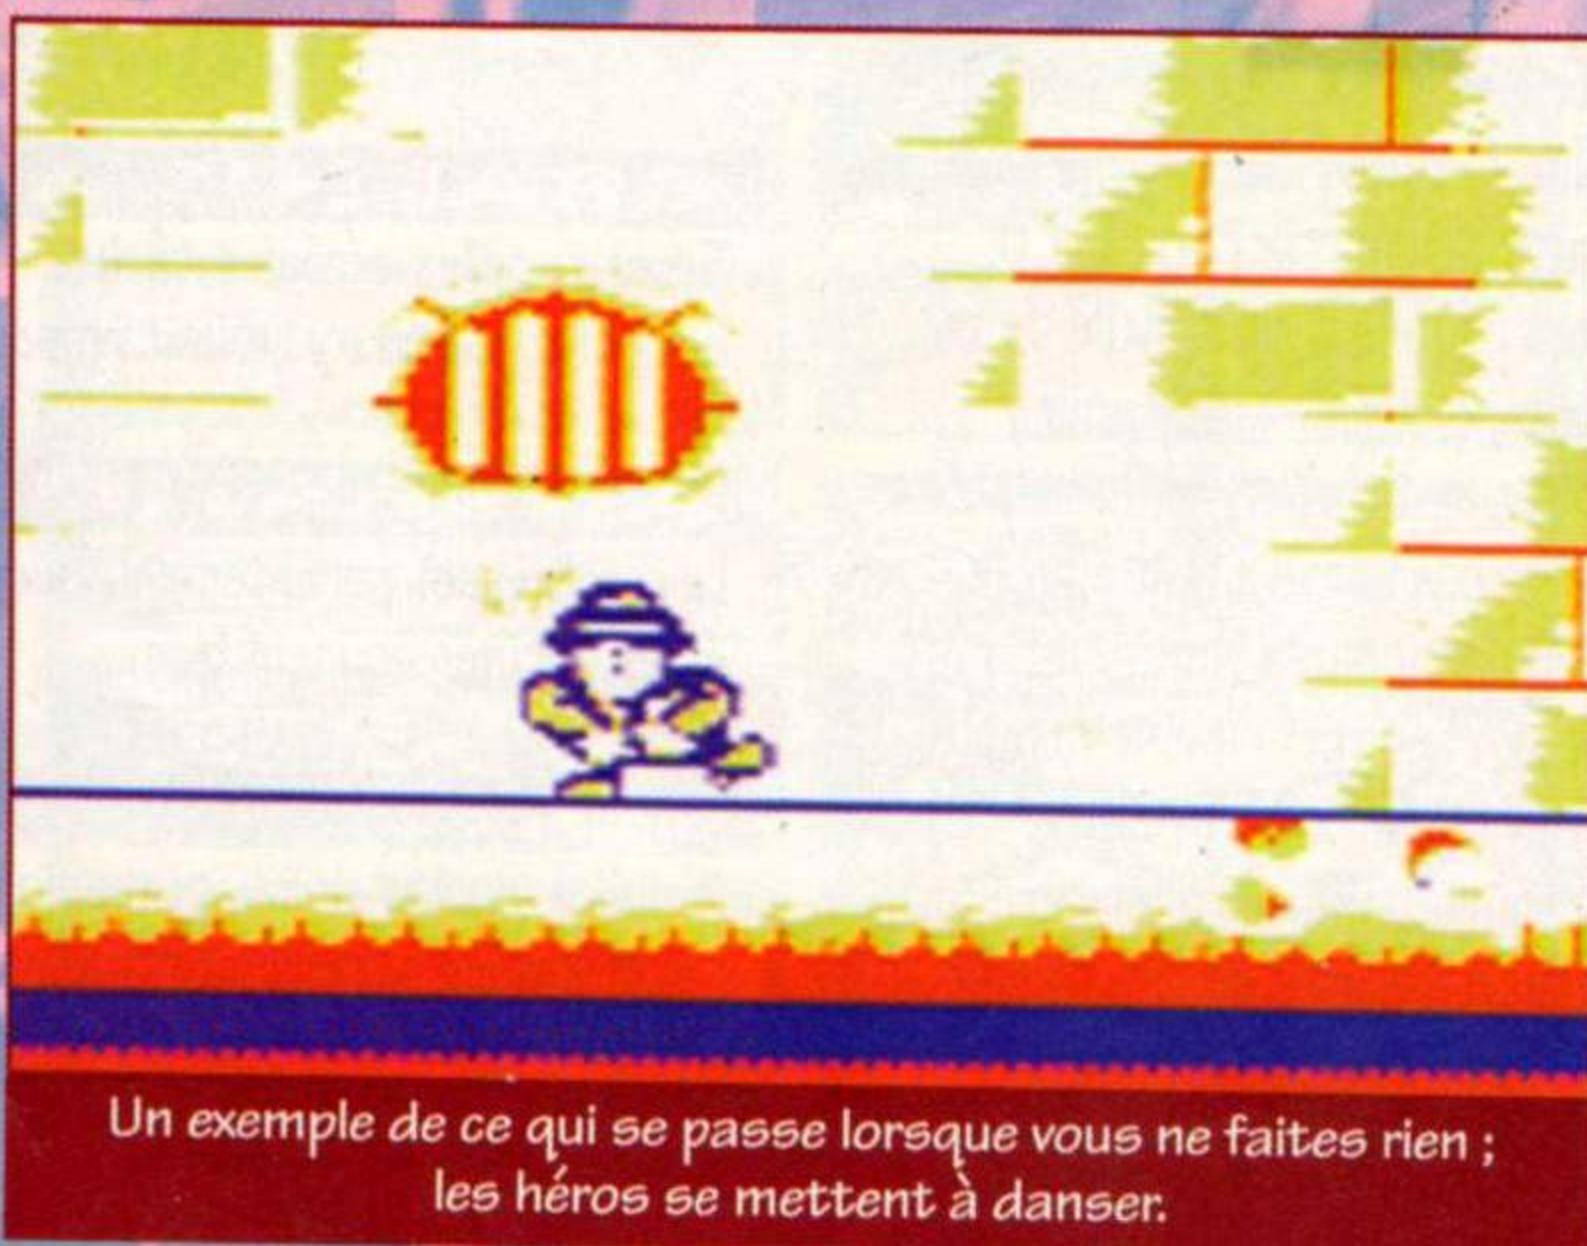 Un exemple de ce qui se passe lorsque vous ne faites rien ;
les héros se mettent à danser.